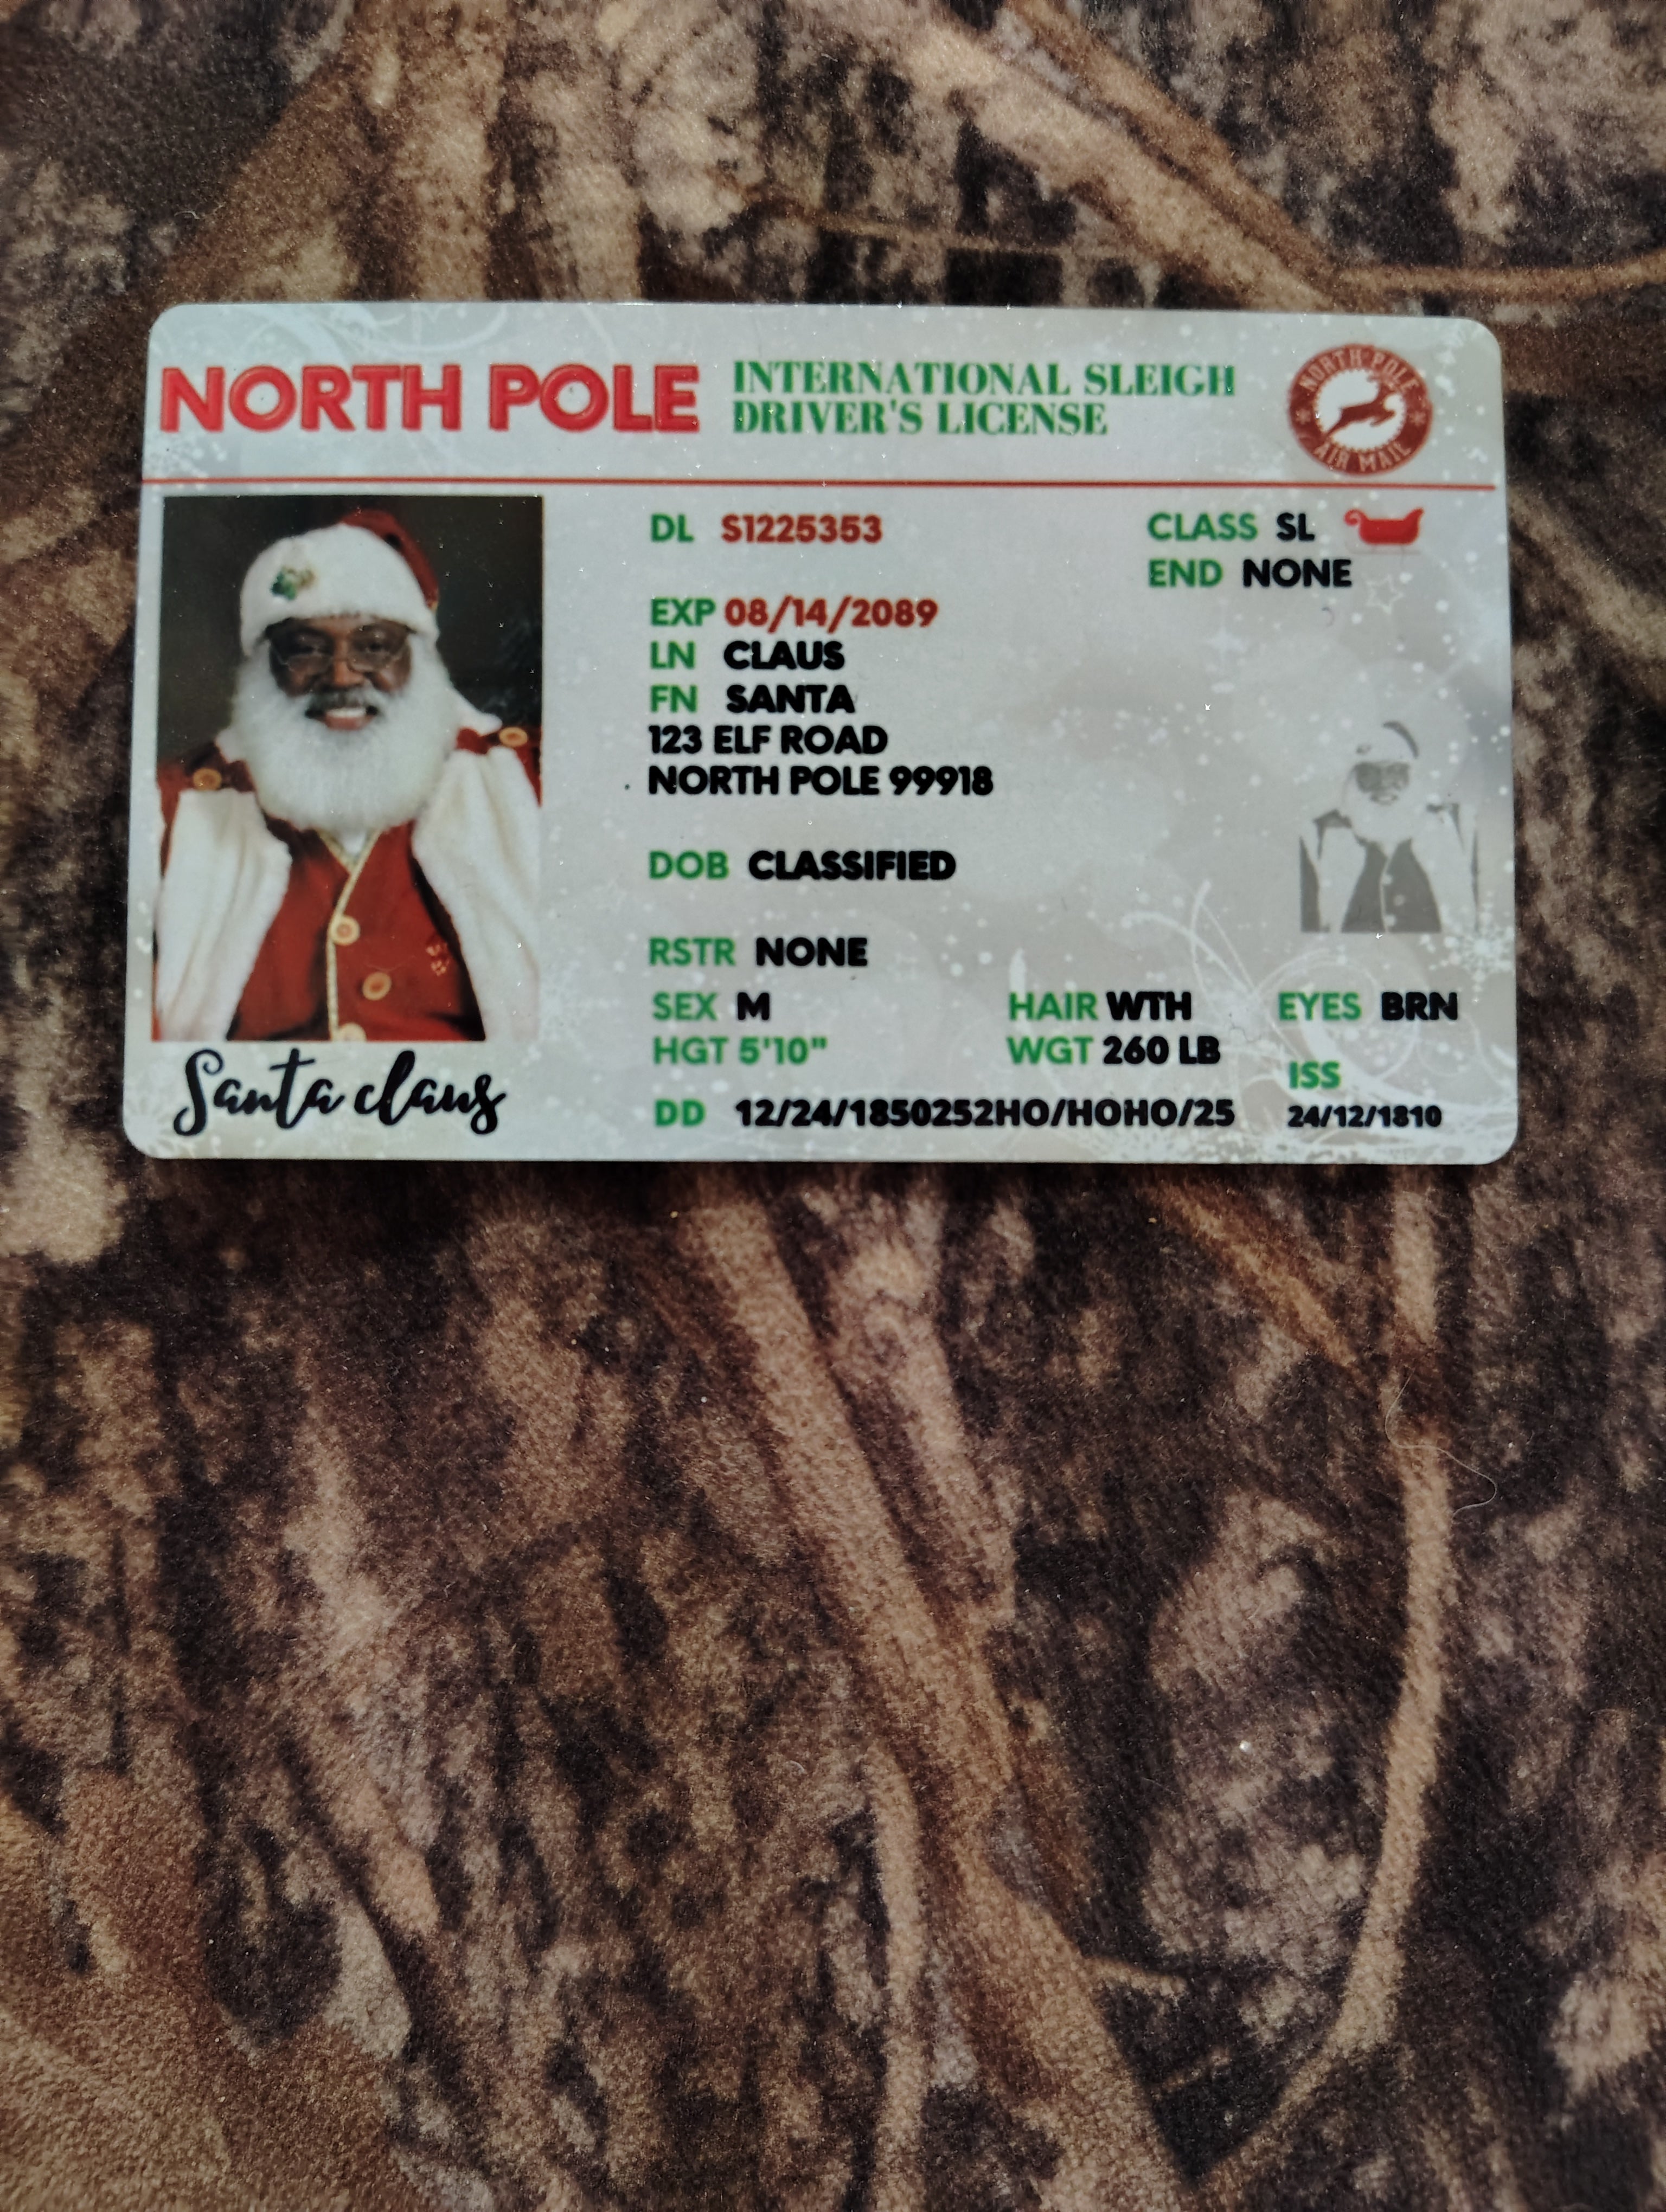 NORTH POLE
INTERNATIONAL SLEIGH
DRIVER'S LICENSE
NORTH POLE
AIR MAIL
DL S1225353
CLASS SL
END NONE
EXP 08/14/2089
LN CLAUS
FN SANTA
123 ELF ROAD
NORTH POLE 99918
DOB CLASSIFIED
RSTR NONE
SEX M HAIR WTH EYES BRN
HGT 5'10" WGT 260 LB
ISS
DD 12/24/1850252HO/HOHO/25 24/12/1810
Santa claus